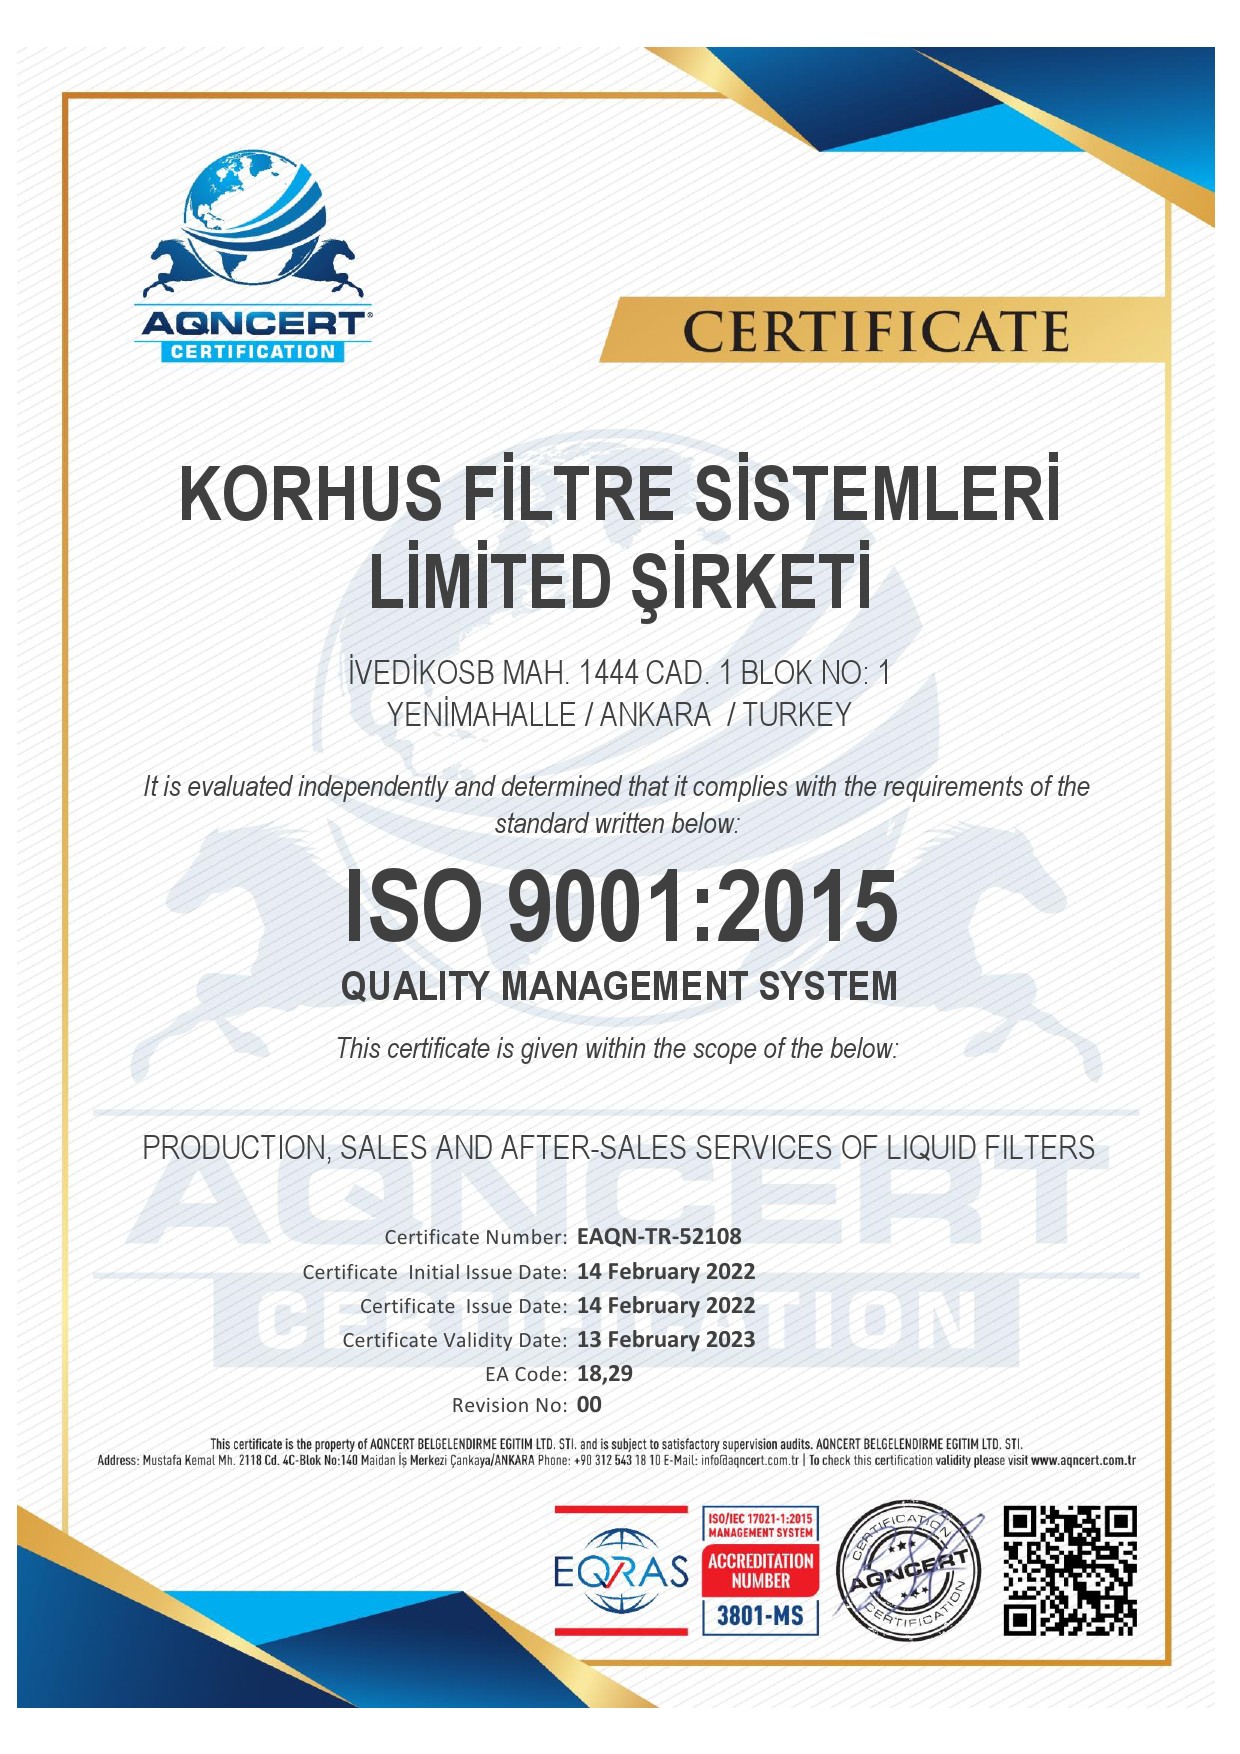 AQNCERT®
CERTIFICATION
CERTIFICATE
KORHUS FİLTRE SİSTEMLERİ
LİMİTED ŞİRKETİ
İVEDİKOSB MAH. 1444 CAD. 1 BLOK NO: 1
YENİMAHALLE / ANKARA / TURKEY
It is evaluated independently and determined that it complies with the requirements of the
standard written below:
ISO 9001:2015
QUALITY MANAGEMENT SYSTEM
This certificate is given within the scope of the below:
PRODUCTION, SALES AND AFTER-SALES SERVICES OF LIQUID FILTERS
AQNCERT
CERTIFICATION
Certificate Number: EAQN-TR-52108
Certificate Initial Issue Date: 14 February 2022
Certificate Issue Date: 14 February 2022
Certificate Validity Date: 13 February 2023
EA Code: 18,29
Revision No: 00
This certificate is the property of AQNCERT BELGELENDIRME EGITIM LTD. STI. and is subject to satisfactory supervision audits. AQNCERT BELGELENDIRME EGITIM LTD. STI.
Address: Mustafa Kemal Mh. 2118 Cd. 4C-Blok No:140 Maidan İş Merkezi Çankaya/ANKARA Phone: +90 312 543 18 10 E-Mail: info@aqncert.com.tr | To check this certification validity please visit www.aqncert.com.tr
EQRAS
ISO/IEC 17021-1:2015
MANAGEMENT SYSTEM
ACCREDITATION
NUMBER
3801-MS
CERTIFICATION
AQNCERT
CERTIFICATION